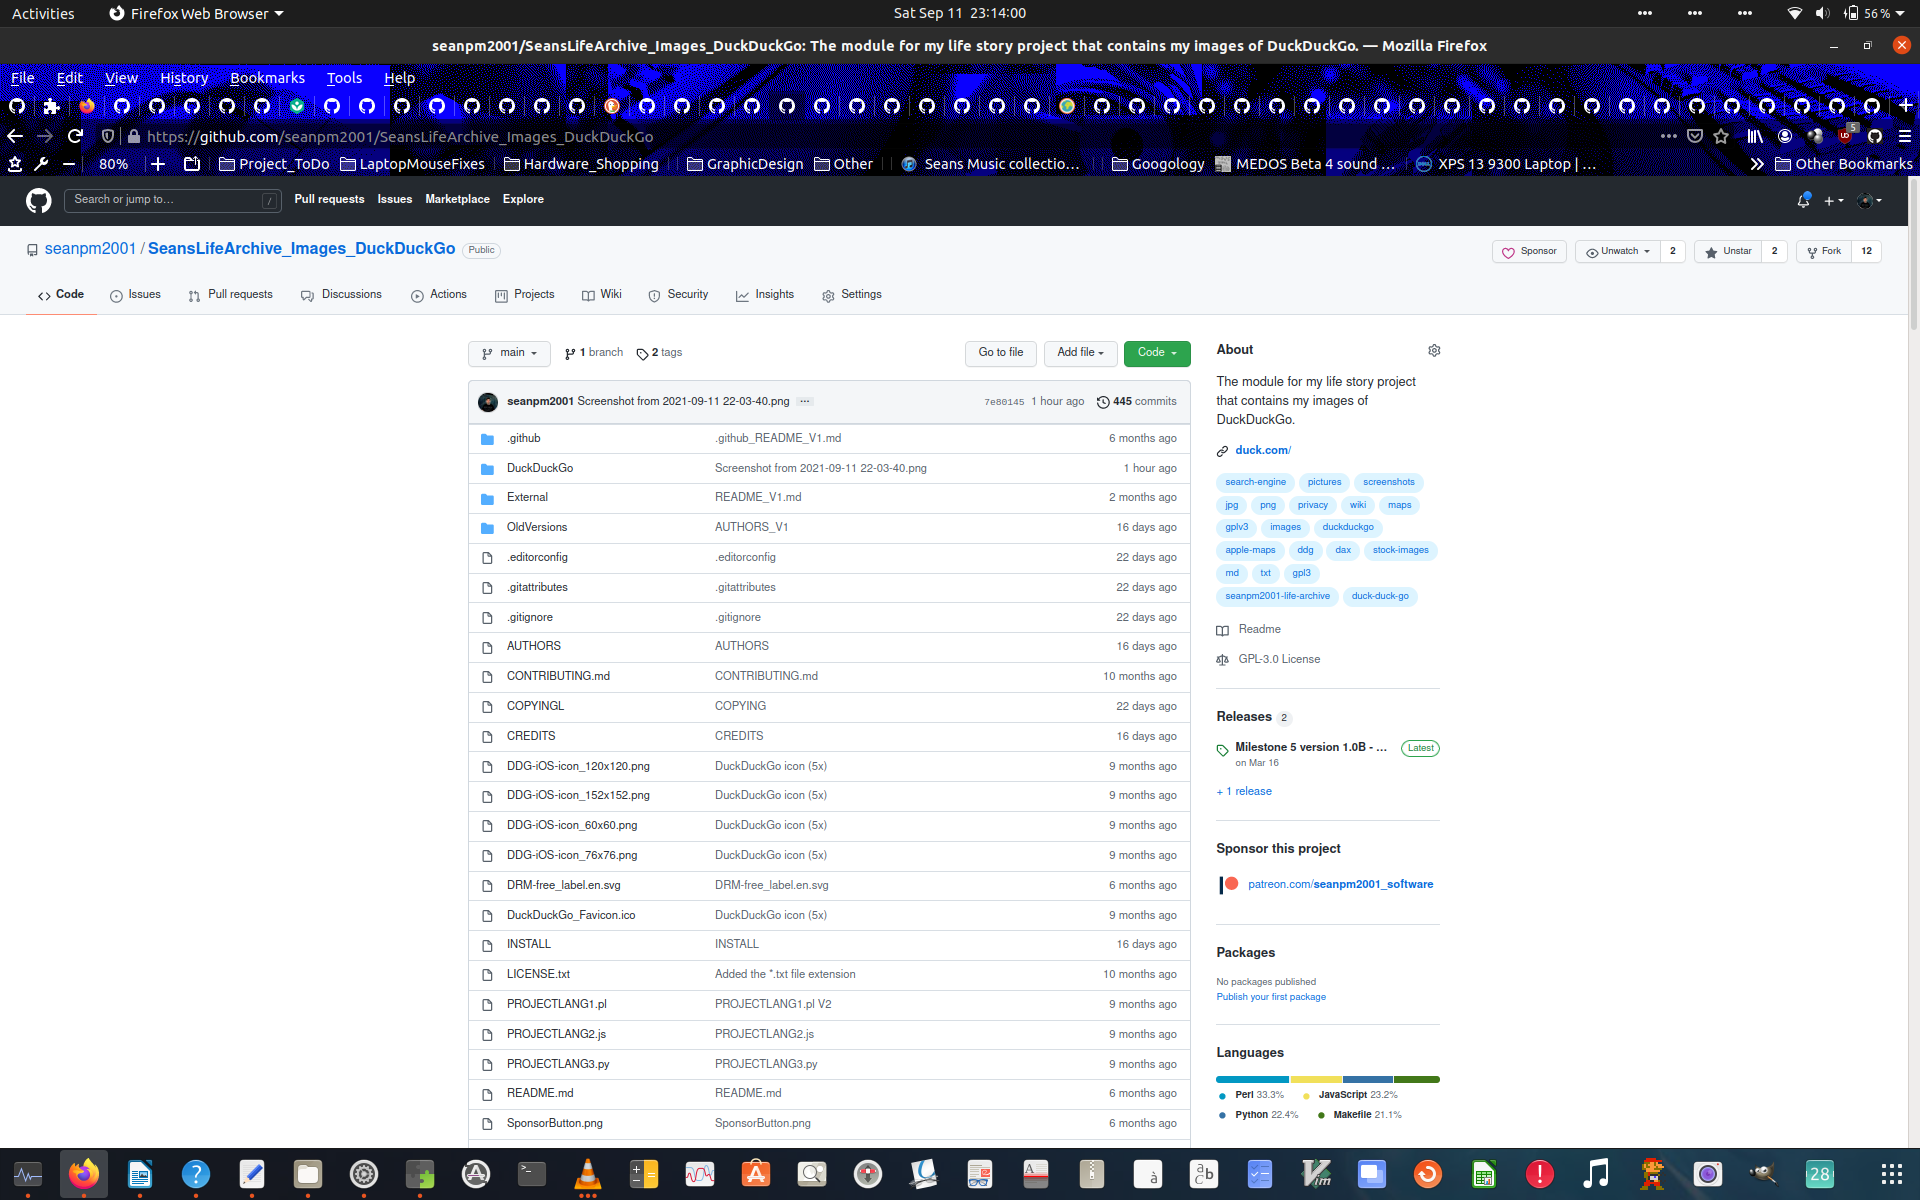 Activities Firefox Web Browser Sat Sep 11 23:14:00 56 %
seanpm2001/SeansLifeArchive_Images_DuckDuckGo: The module for my life story project that contains my images of DuckDuckGo. — Mozilla Firefox
File Edit View History Bookmarks Tools Help
https://github.com/seanpm2001/SeansLifeArchive_Images_DuckDuckGo 5
80% Project_ToDo LaptopMouseFixes Hardware_Shopping GraphicDesign Other Seans Music collectio… Googology MEDOS Beta 4 sound … XPS 13 9300 Laptop | … Other Bookmarks
Search or jump to… / Pull requests Issues Marketplace Explore
seanpm2001 / SeansLifeArchive_Images_DuckDuckGo Public Sponsor Unwatch 2 Unstar 2 Fork 12
Code Issues Pull requests Discussions Actions Projects Wiki Security Insights Settings
main 1 branch 2 tags Go to file Add file Code
seanpm2001 Screenshot from 2021-09-11 22-03-40.png ... 7e80145 1 hour ago 445 commits
.github .github_README_V1.md 6 months ago
DuckDuckGo Screenshot from 2021-09-11 22-03-40.png 1 hour ago
External README_V1.md 2 months ago
OldVersions AUTHORS_V1 16 days ago
.editorconfig .editorconfig 22 days ago
.gitattributes .gitattributes 22 days ago
.gitignore .gitignore 22 days ago
AUTHORS AUTHORS 16 days ago
CONTRIBUTING.md CONTRIBUTING.md 10 months ago
COPYINGL COPYING 22 days ago
CREDITS CREDITS 16 days ago
DDG-iOS-icon_120x120.png DuckDuckGo icon (5x) 9 months ago
DDG-iOS-icon_152x152.png DuckDuckGo icon (5x) 9 months ago
DDG-iOS-icon_60x60.png DuckDuckGo icon (5x) 9 months ago
DDG-iOS-icon_76x76.png DuckDuckGo icon (5x) 9 months ago
DRM-free_label.en.svg DRM-free_label.en.svg 6 months ago
DuckDuckGo_Favicon.ico DuckDuckGo icon (5x) 9 months ago
INSTALL INSTALL 16 days ago
LICENSE.txt Added the *.txt file extension 10 months ago
PROJECTLANG1.pl PROJECTLANG1.pl V2 9 months ago
PROJECTLANG2.js PROJECTLANG2.js 9 months ago
PROJECTLANG3.py PROJECTLANG3.py 9 months ago
README.md README.md 6 months ago
SponsorButton.png SponsorButton.png 6 months ago
About
The module for my life story project
that contains my images of
DuckDuckGo.
duck.com/
search-engine pictures screenshots
jpg png privacy wiki maps
gplv3 images duckduckgo
apple-maps ddg dax stock-images
md txt gpl3
seanpm2001-life-archive duck-duck-go
Readme
GPL-3.0 License
Releases 2
Milestone 5 version 1.0B - ... Latest
on Mar 16
+ 1 release
Sponsor this project
patreon.com/seanpm2001_software
Packages
No packages published
Publish your first package
Languages
Perl 33.3% JavaScript 23.2%
Python 22.4% Makefile 21.1%
28